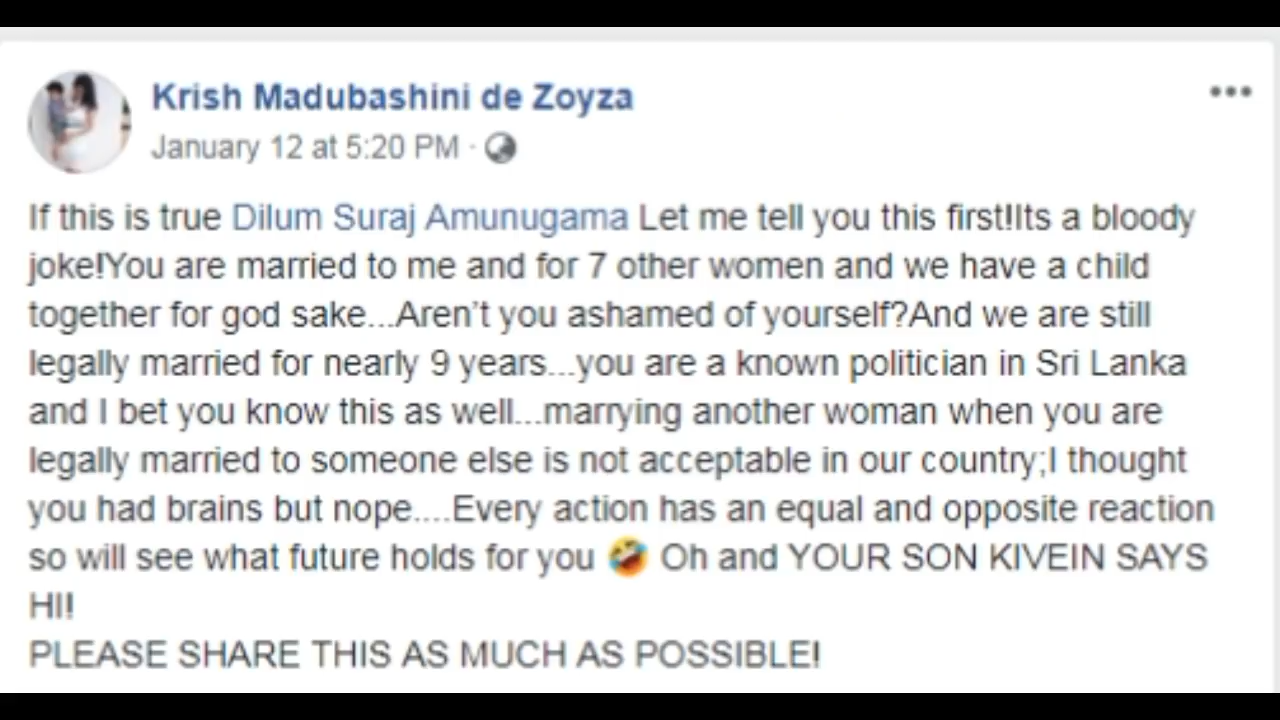 Krish Madubashini de Zoyza
January 12 at 5:20 PM ·
If this is true Dilum Suraj Amunugama Let me tell you this first!Its a bloody
joke!You are married to me and for 7 other women and we have a child
together for god sake...Aren't you ashamed of yourself?And we are still
legally married for nearly 9 years...you are a known politician in Sri Lanka
and I bet you know this as well...marrying another woman when you are
legally married to someone else is not acceptable in our country;I thought
you had brains but nope....Every action has an equal and opposite reaction
so will see what future holds for you 🤣 Oh and YOUR SON KIVEIN SAYS
HI!
PLEASE SHARE THIS AS MUCH AS POSSIBLE!